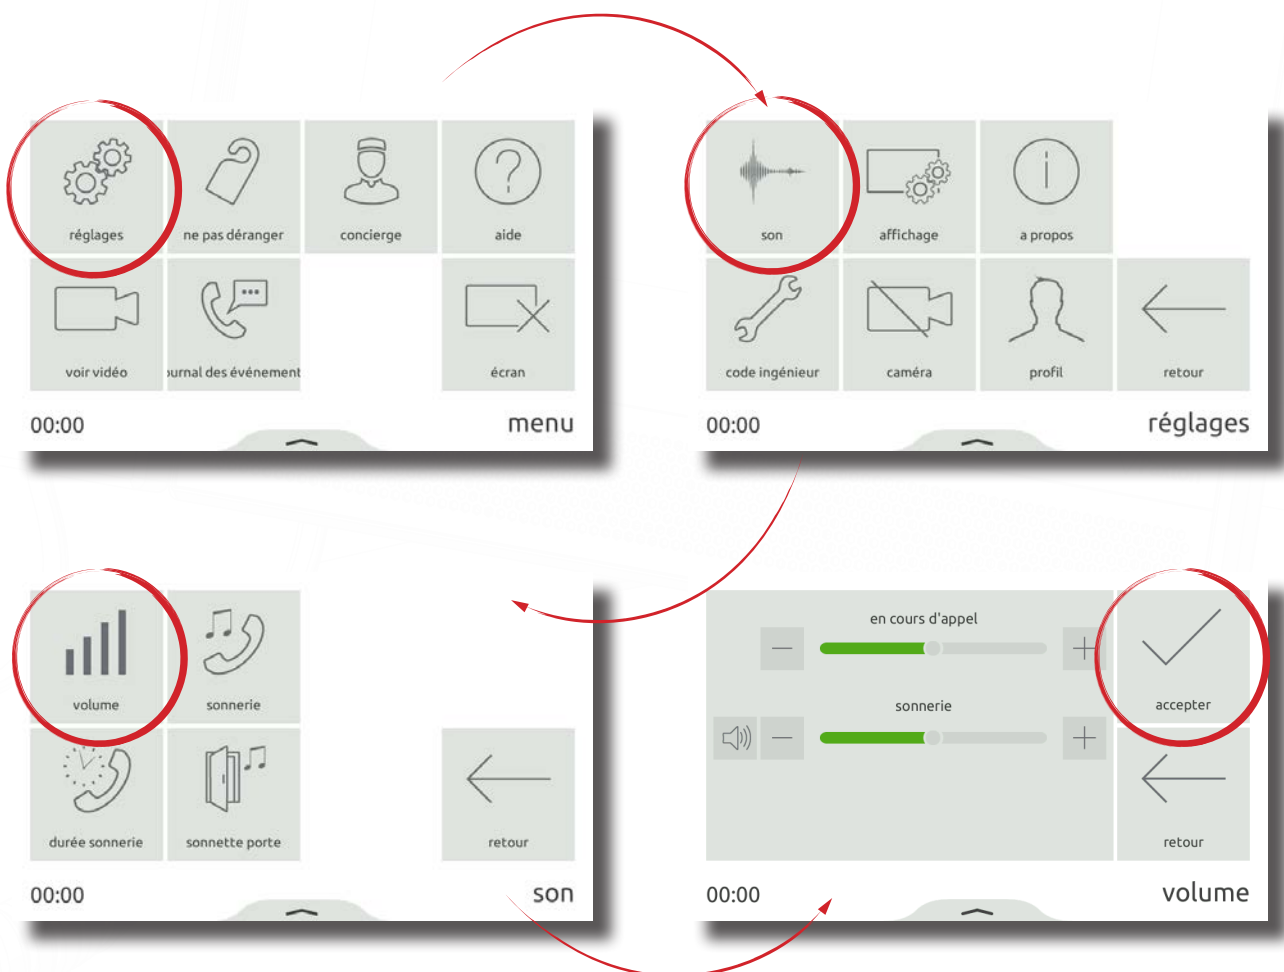 réglages
ne pas déranger
concierge
aide
voir vidéo
ournal des événement
écran
00:00
menu
son
affichage
a propos
code ingénieur
caméra
profil
retour
00:00
réglages
volume
sonnerie
durée sonnerie
sonnette porte
retour
00:00
son
en cours d'appel
sonnerie
accepter
retour
00:00
volume